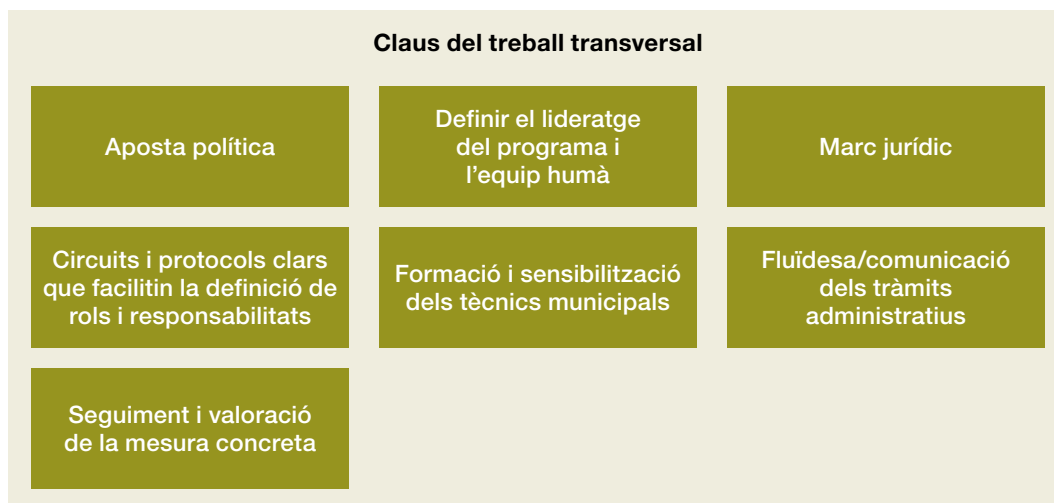 Claus del treball transversal
Aposta política
Definir el lideratge
del programa i
l'equip humà
Marc jurídic
Circuits i protocols clars
que facilitin la definició de
rols i responsabilitats
Formació i sensibilització
dels tècnics municipals
Fluïdesa/comunicació
dels tràmits
administratius
Seguiment i valoració
de la mesura concreta